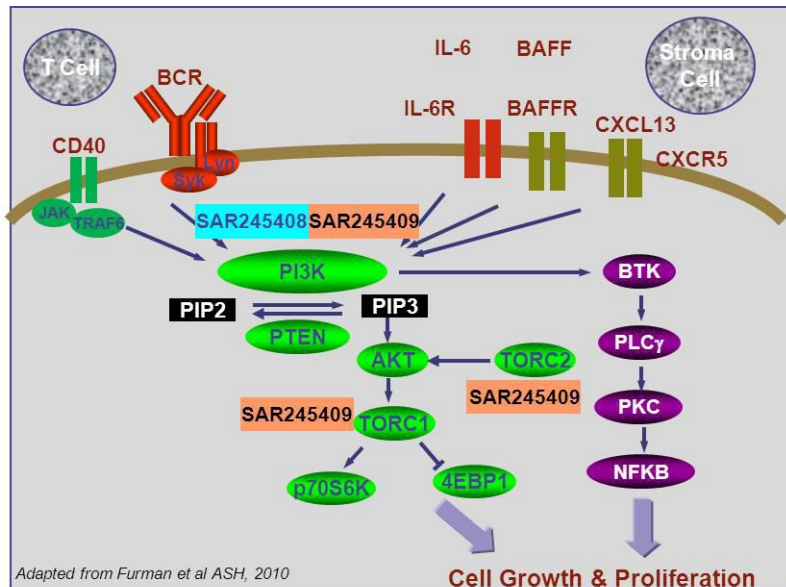 T Cell
BCR
IL-6
BAFF
Stroma
Cell
IL-6R
BAFFR
CXCL13
CXCR5
CD40
Lyn
Syk
JAK
TRAF6
SAR245408
SAR245409
PI3K
BTK
PIP2
PIP3
PTEN
PLCγ
AKT
TORC2
SAR245409
SAR245409
TORC1
PKC
p70S6K
4EBP1
NFKB
Adapted from Furman et al ASH, 2010
Cell Growth & Proliferation